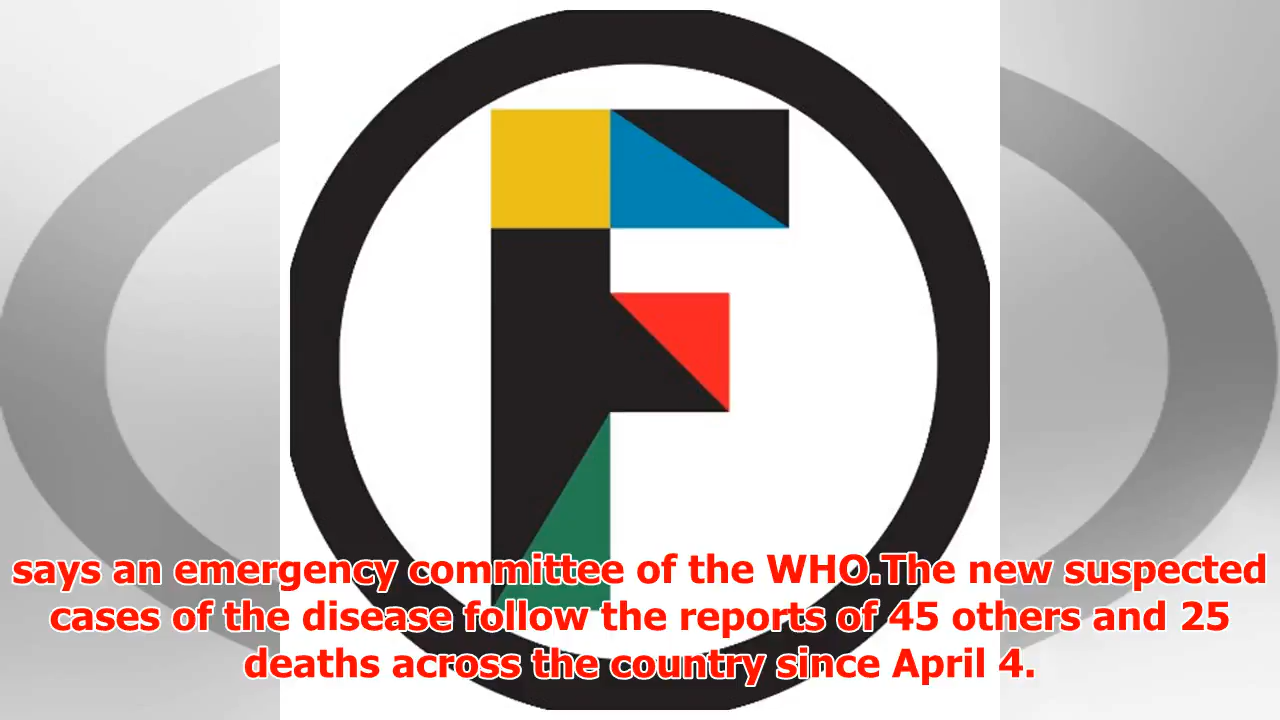 F
says an emergency committee of the WHO.The new suspected
cases of the disease follow the reports of 45 others and 25
deaths across the country since April 4.